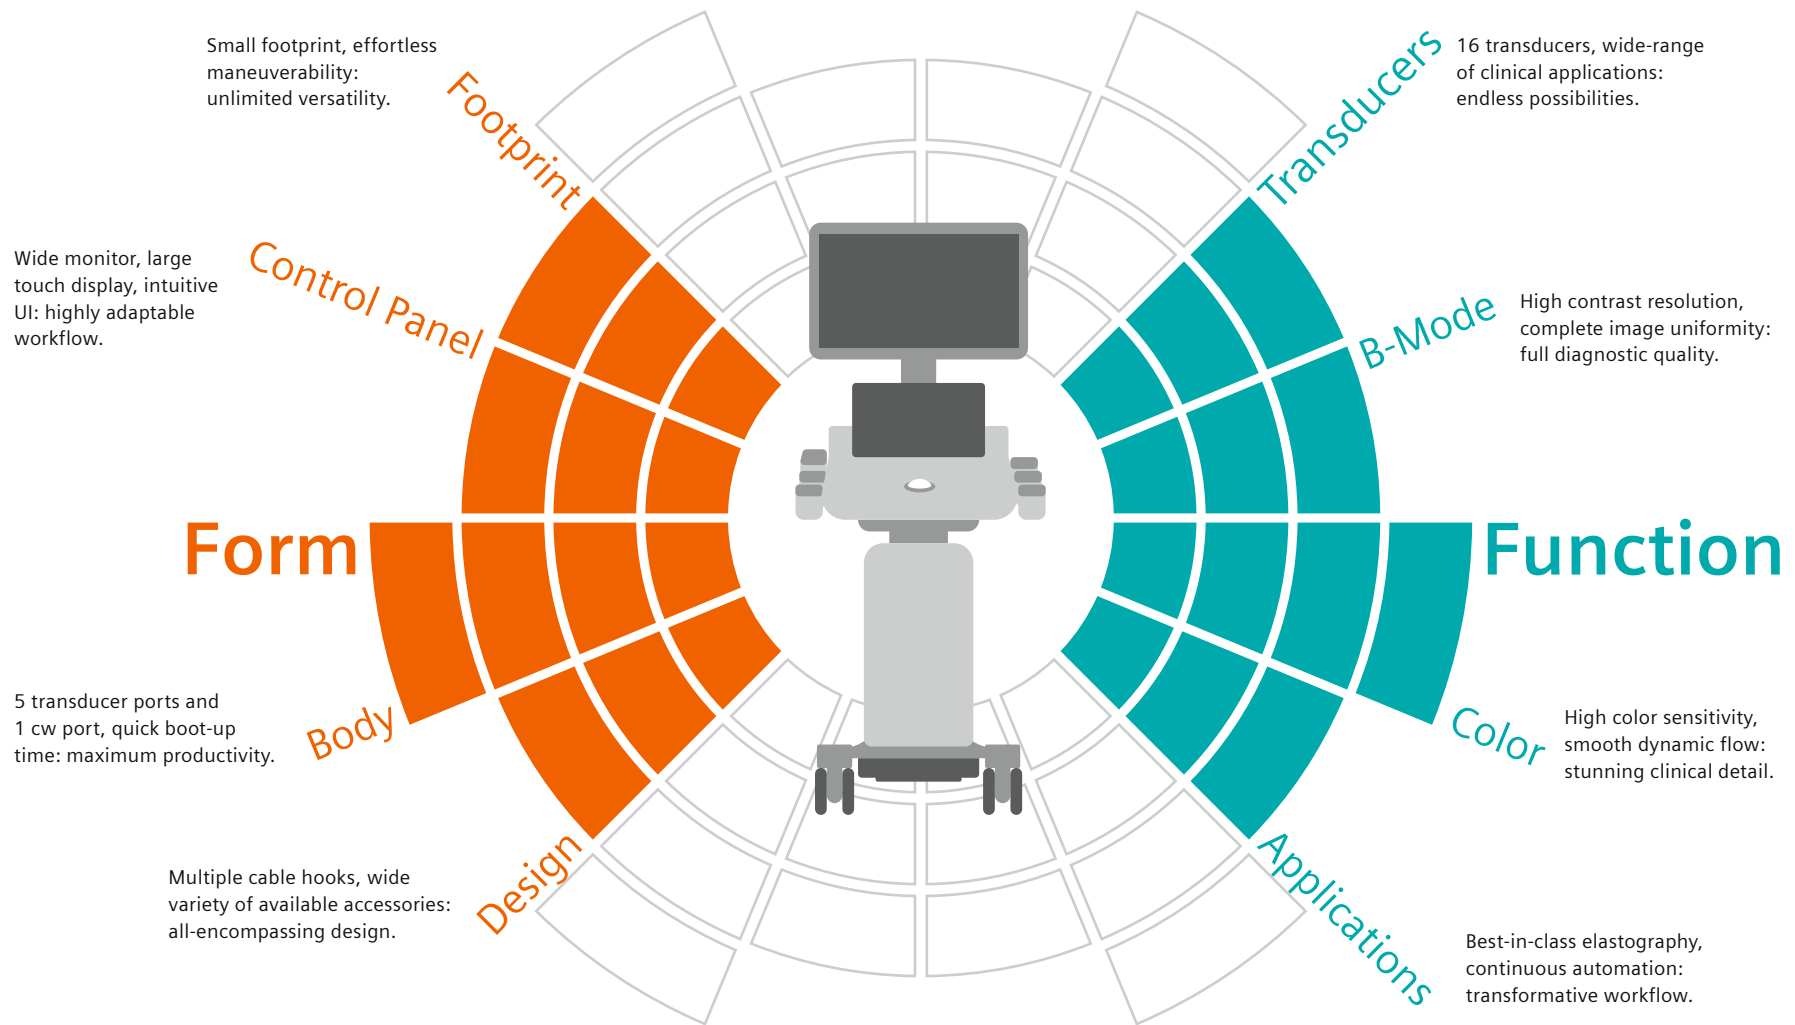 Small footprint, effortless
maneuverability:
unlimited versatility.
Footprint
Wide monitor, large
touch display, intuitive
UI: highly adaptable
workflow.
Control Panel
Form
5 transducer ports and
1 cw port, quick boot-up
time: maximum productivity.
Body
Multiple cable hooks, wide
variety of available accessories:
all-encompassing design.
Design
Transducers
16 transducers, wide-range
of clinical applications:
endless possibilities.
B-Mode
High contrast resolution,
complete image uniformity:
full diagnostic quality.
Function
Color
High color sensitivity,
smooth dynamic flow:
stunning clinical detail.
Applications
Best-in-class elastography,
continuous automation:
transformative workflow.